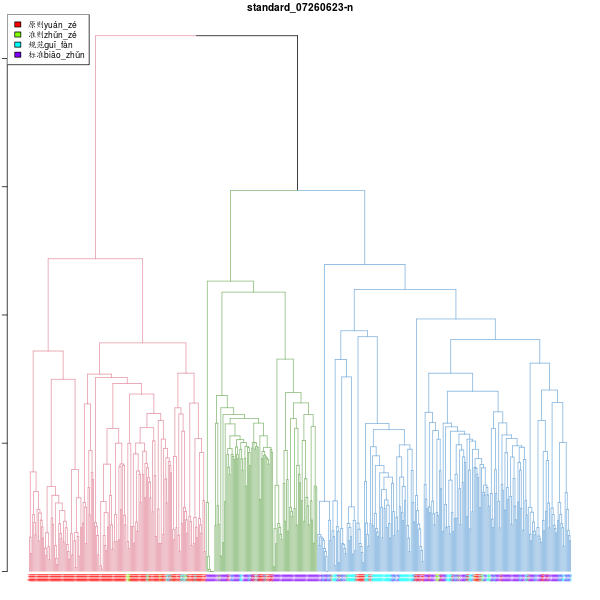 standard_07260623-n
原则yuán_zé
准则zhǔn_zé
规范guī_fàn
标准biāo_zhǔn